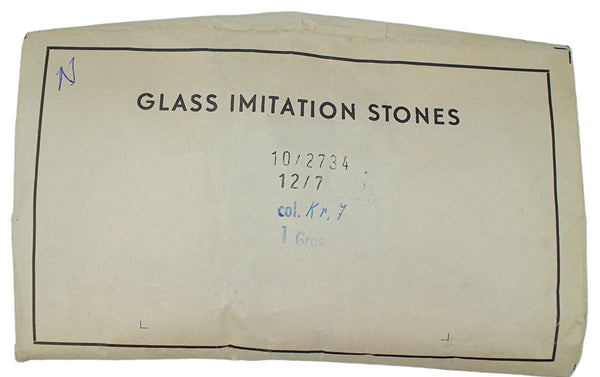 N
GLASS IMITATION STONES
10/2734
12/7
col. Kr. 7
1 Gros